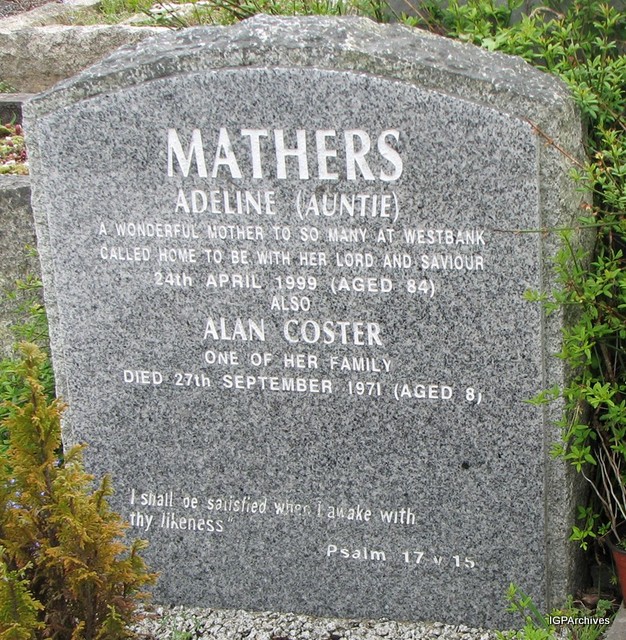 MATHERS
ADELINE (AUNTIE)
A WONDERFUL MOTHER TO SO MANY AT WESTBANK
CALLED HOME TO BE WITH HER LORD AND SAVIOUR
24th APRIL 1999 (AGED 84)
ALSO
ALAN COSTER
ONE OF HER FAMILY
DIED 27th SEPTEMBER 1971 (AGED 8)
I shall be satisfied when I awake with
thy likeness"
Psalm 17 v 15
IGPArchives